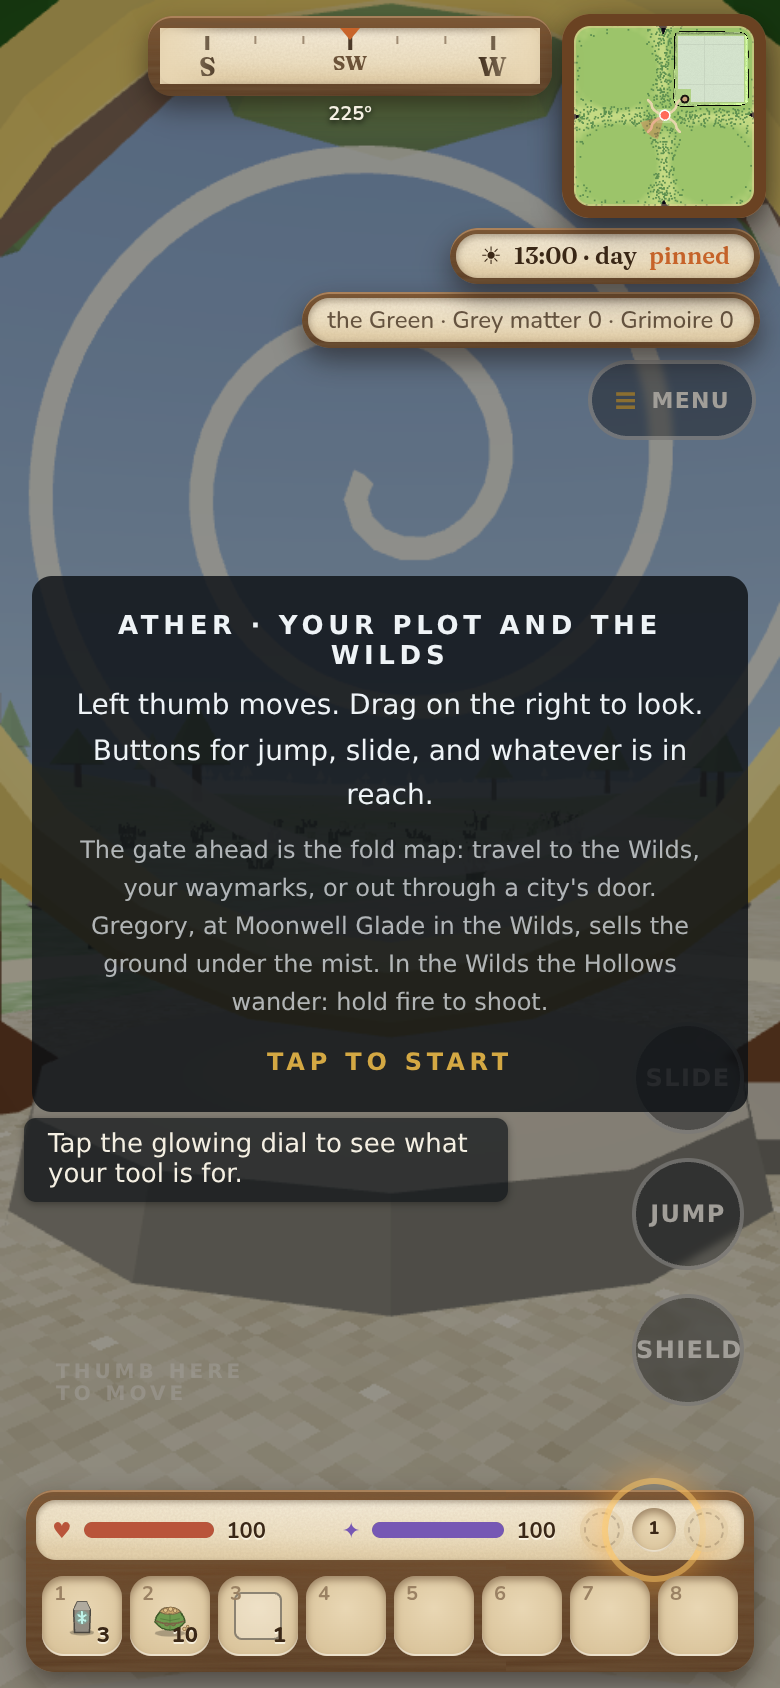 S
SW
W
225°
13:00 · day pinned
the Green · Grey matter 0 · Grimoire 0
MENU
ATHER · YOUR PLOT AND THE
WILDS
Left thumb moves. Drag on the right to look.
Buttons for jump, slide, and whatever is in
reach.
The gate ahead is the fold map: travel to the Wilds,
your waymarks, or out through a city's door.
Gregory, at Moonwell Glade in the Wilds, sells the
ground under the mist. In the Wilds the Hollows
wander: hold fire to shoot.
TAP TO START
SLIDE
Tap the glowing dial to see what
your tool is for.
JUMP
SHIELD
THUMB HERE
TO MOVE
100
100
1
1
3
2
10
3
1
4
5
6
7
8